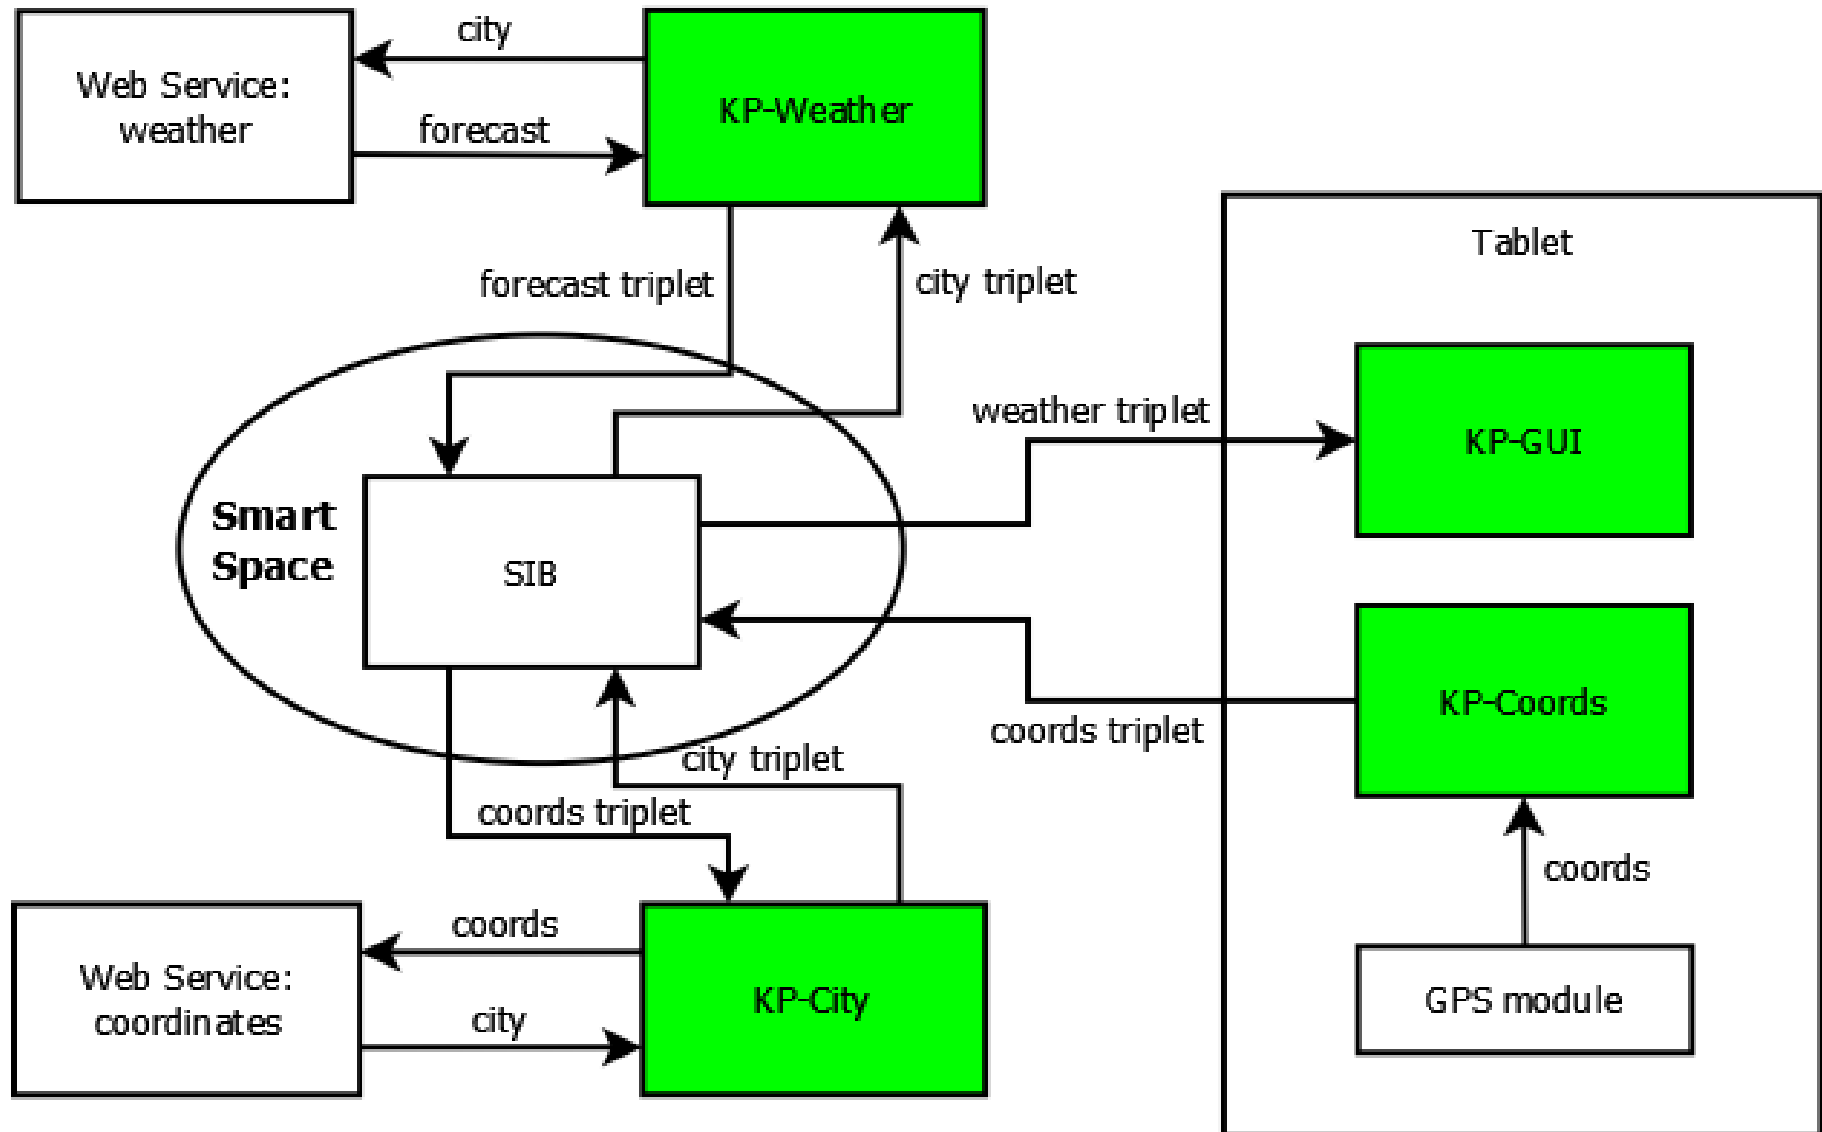 city
Web Service:
weather
KP-Weather
forecast
Tablet
forecast triplet
city triplet
weather triplet
KP-GUI
Smart
Space
SIB
KP-Coords
coords triplet
city triplet
coords triplet
coords
coords
Web Service:
coordinates
KP-City
GPS module
city